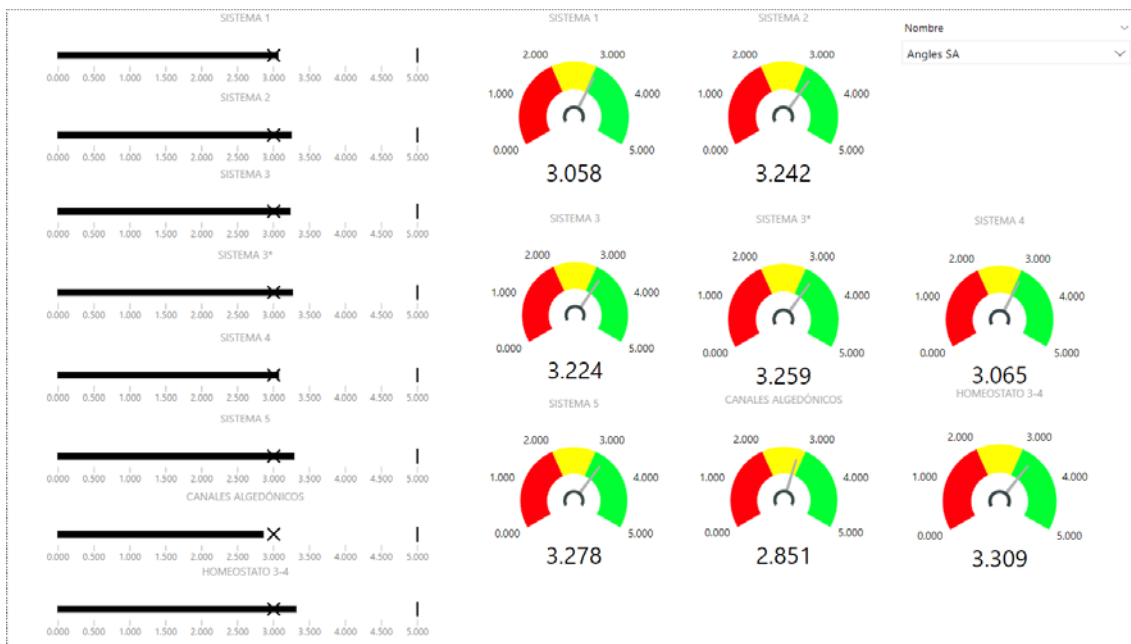 SISTEMA 1
0.000 0.500 1.000 1.500 2.000 2.500 3.000 3.500 4.000 4.500 5.000
SISTEMA 2
0.000 0.500 1.000 1.500 2.000 2.500 3.000 3.500 4.000 4.500 5.000
SISTEMA 3
0.000 0.500 1.000 1.500 2.000 2.500 3.000 3.500 4.000 4.500 5.000
SISTEMA 3*
0.000 0.500 1.000 1.500 2.000 2.500 3.000 3.500 4.000 4.500 5.000
SISTEMA 4
0.000 0.500 1.000 1.500 2.000 2.500 3.000 3.500 4.000 4.500 5.000
SISTEMA 5
0.000 0.500 1.000 1.500 2.000 2.500 3.000 3.500 4.000 4.500 5.000
CANALES ALGEDÓNICOS
0.000 0.500 1.000 1.500 2.000 2.500 3.000 3.500 4.000 4.500 5.000
HOMEOSTATO 3-4
0.000 0.500 1.000 1.500 2.000 2.500 3.000 3.500 4.000 4.500 5.000
SISTEMA 1
2.000 3.000
1.000 4.000
0.000 5.000
3.058
SISTEMA 2
2.000 3.000
1.000 4.000
0.000 5.000
3.242
Nombre
Angles SA
SISTEMA 3
2.000 3.000
1.000 4.000
0.000 5.000
3.224
SISTEMA 3*
2.000 3.000
1.000 4.000
0.000 5.000
3.259
SISTEMA 4
2.000 3.000
1.000 4.000
0.000 5.000
3.065
SISTEMA 5
2.000 3.000
1.000 4.000
0.000 5.000
3.278
CANALES ALGEDÓNICOS
2.000 3.000
1.000 4.000
0.000 5.000
2.851
HOMEOSTATO 3-4
2.000 3.000
1.000 4.000
0.000 5.000
3.309